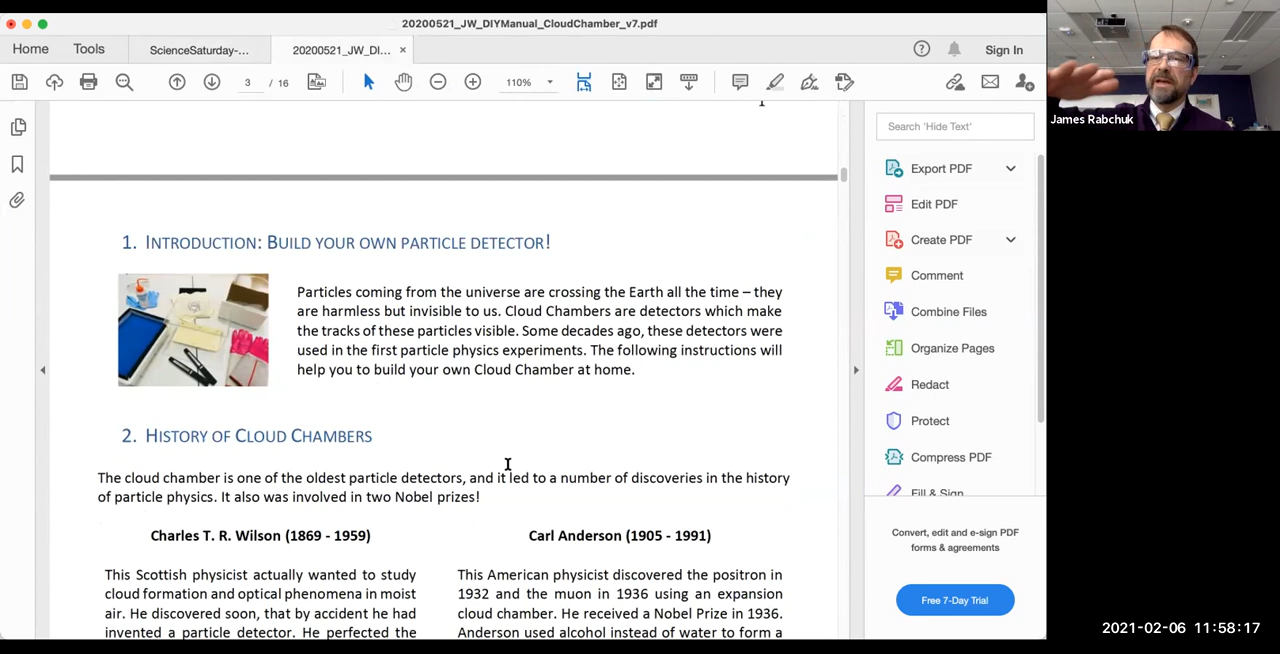 20200521_JW_DIYManual_CloudChamber_v7.pdf
Home
Tools
ScienceSaturday-...
20200521_JW_DI...
Sign In
3 / 16
110%
Search 'Hide Text'
James Rabchuk
Export PDF
Edit PDF
Create PDF
Comment
Combine Files
Organize Pages
Redact
Protect
Compress PDF
Fill & Sign
Convert, edit and e-sign PDF
forms & agreements
Free 7-Day Trial
1. INTRODUCTION: BUILD YOUR OWN PARTICLE DETECTOR!
Particles coming from the universe are crossing the Earth all the time – they
are harmless but invisible to us. Cloud Chambers are detectors which make
the tracks of these particles visible. Some decades ago, these detectors were
used in the first particle physics experiments. The following instructions will
help you to build your own Cloud Chamber at home.
2. HISTORY OF CLOUD CHAMBERS
The cloud chamber is one of the oldest particle detectors, and it led to a number of discoveries in the history
of particle physics. It also was involved in two Nobel prizes!
Charles T. R. Wilson (1869 - 1959)
This Scottish physicist actually wanted to study
cloud formation and optical phenomena in moist
air. He discovered soon, that by accident he had
invented a particle detector. He perfected the
Carl Anderson (1905 - 1991)
This American physicist discovered the positron in
1932 and the muon in 1936 using an expansion
cloud chamber. He received a Nobel Prize in 1936.
Anderson used alcohol instead of water to form a
2021-02-06 11:58:17